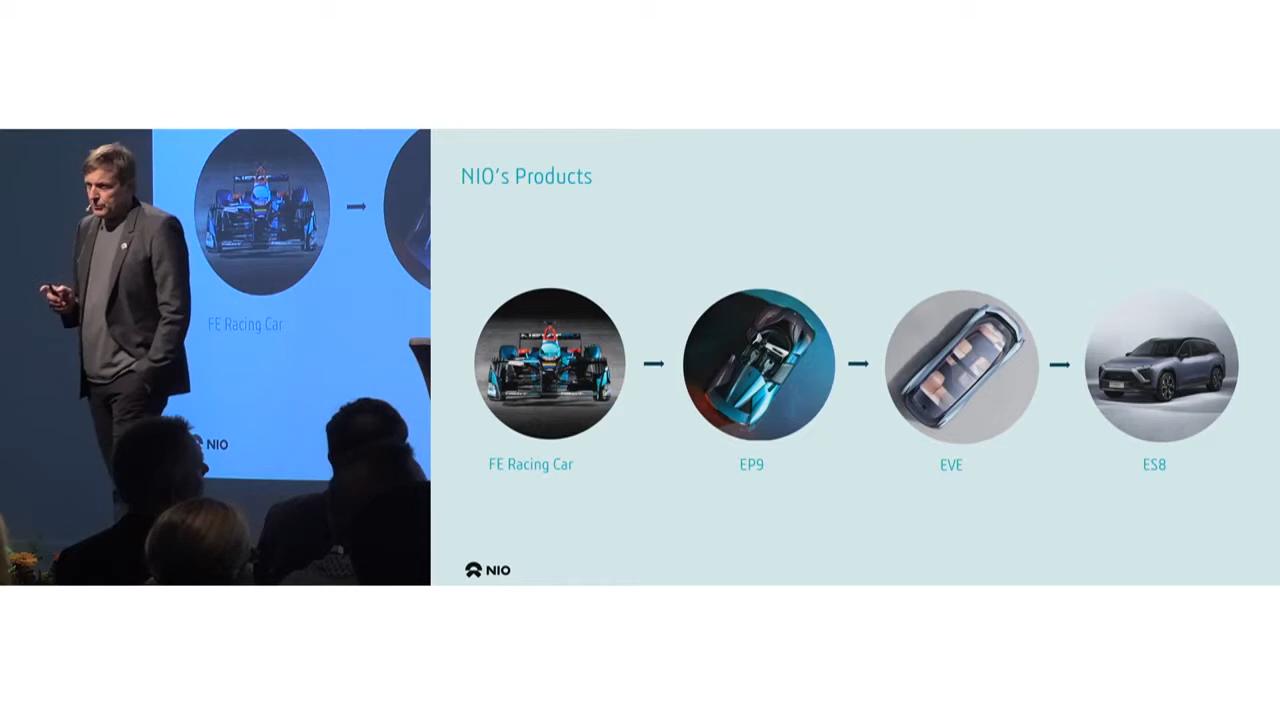 FE Racing Car
NIO
NIO's Products
FE Racing Car
EP9
EVE
ES8
NIO